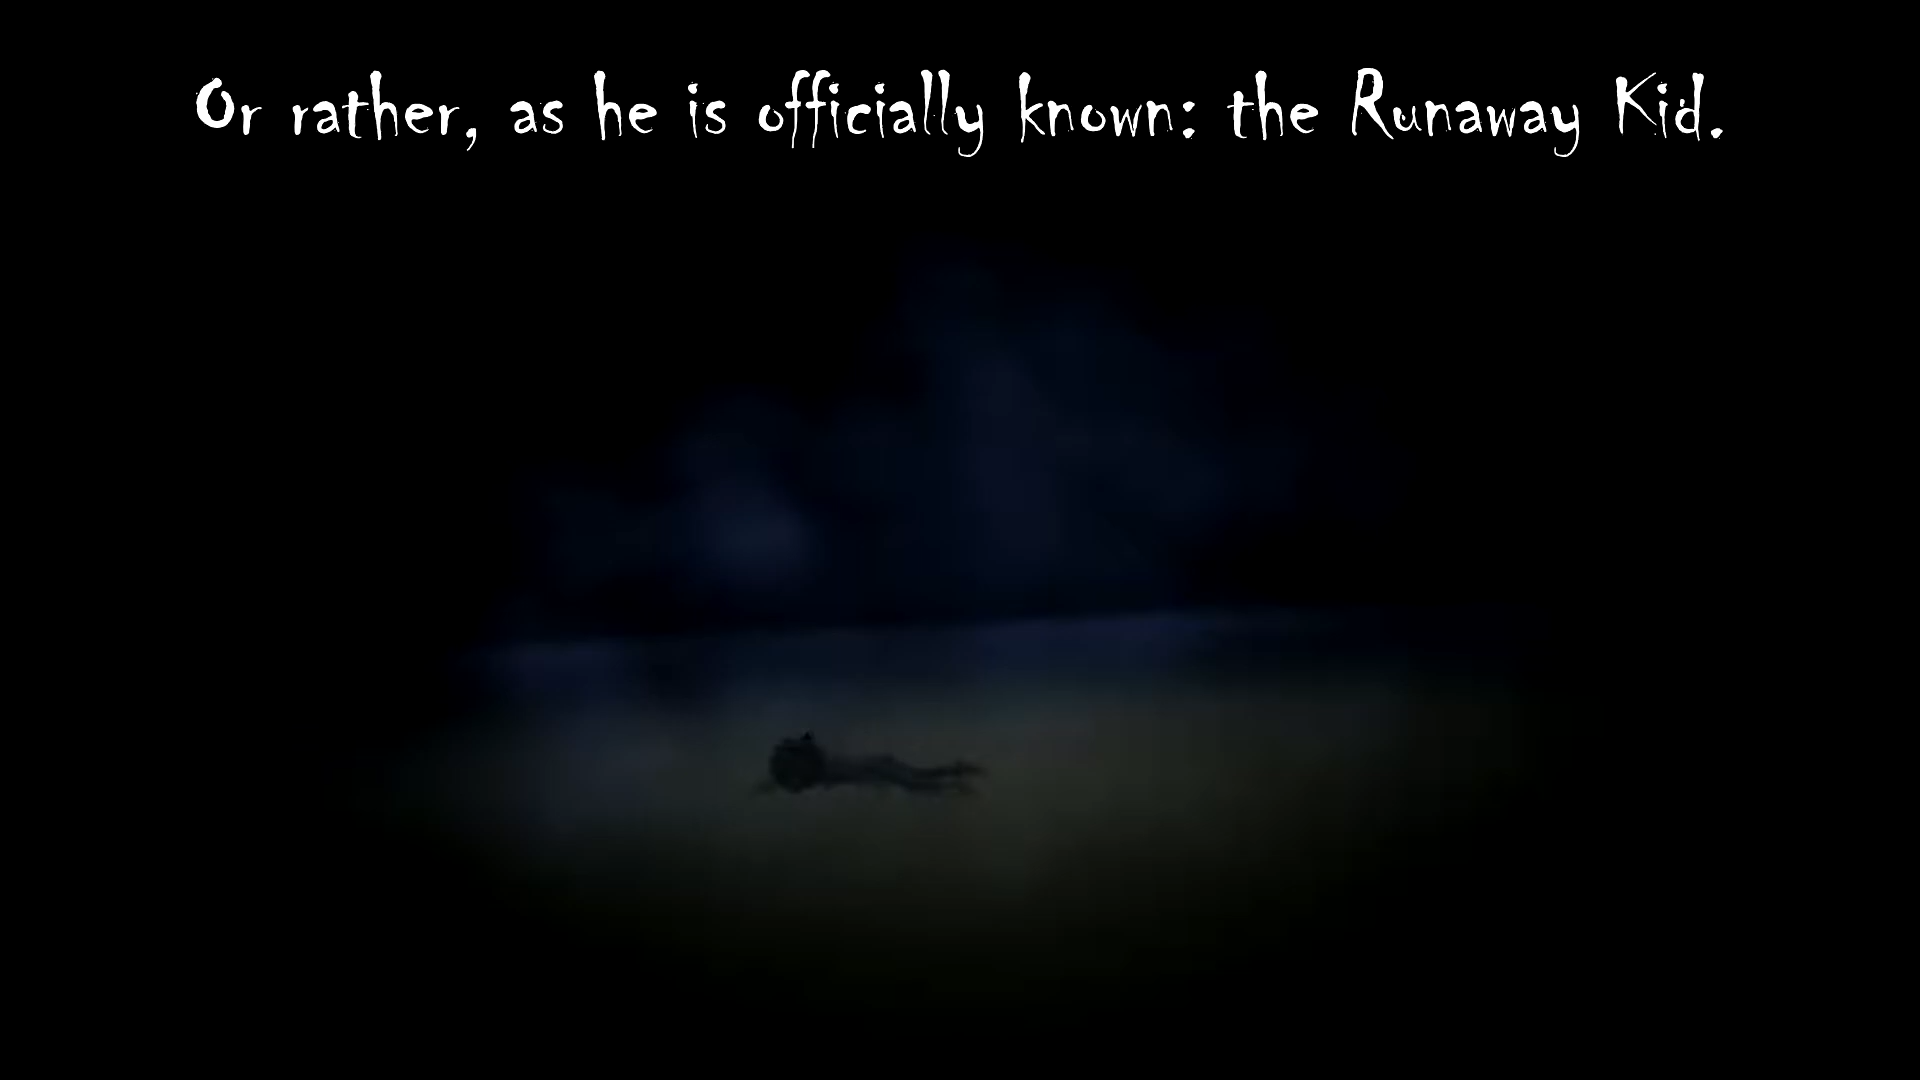 Or rather, as he is officially known: the Runaway Kid.